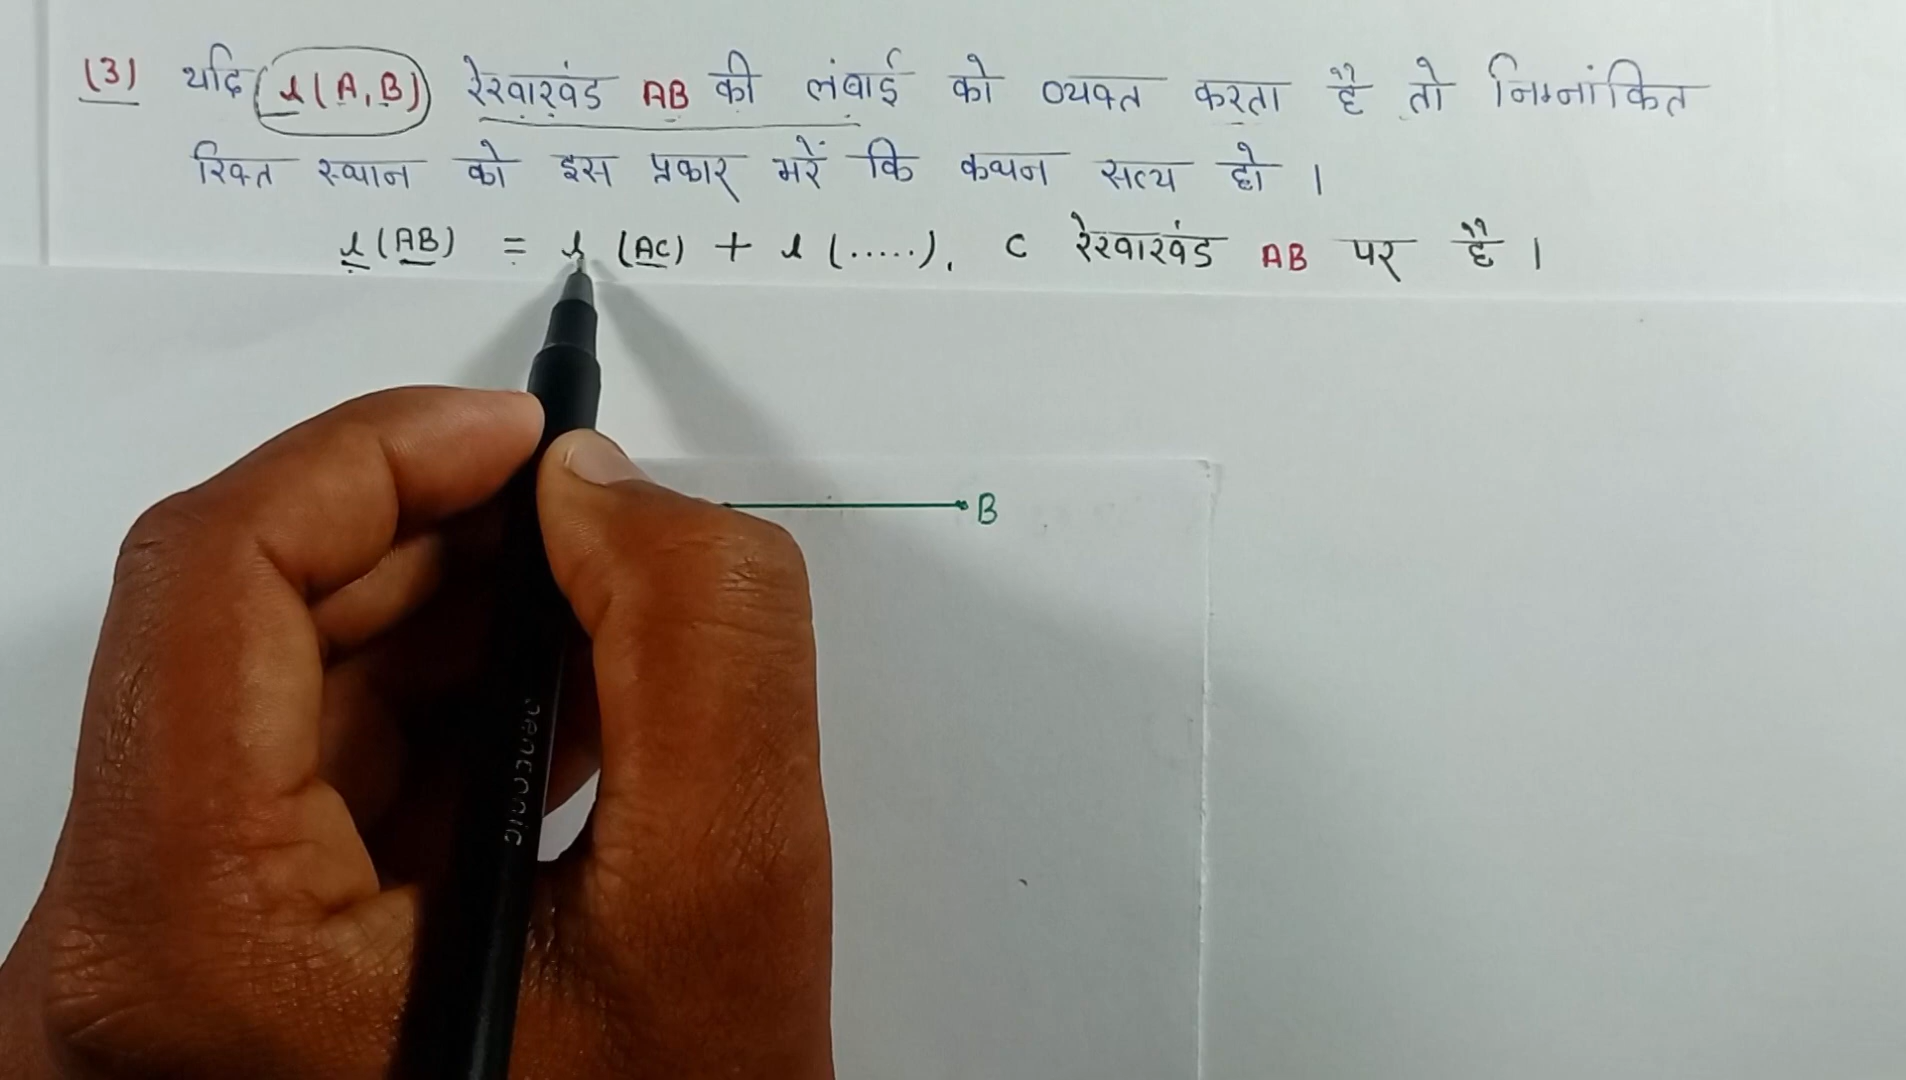 (3) यदि l(A,B) रेखाखंड AB की लंबाई को व्यक्त करता है तो निम्नांकित
रिक्त स्थान को इस प्रकार भरें कि कथन सत्य हो ।
l(AB) = l (AC) + l (.....), C रेखाखंड AB पर है ।
B